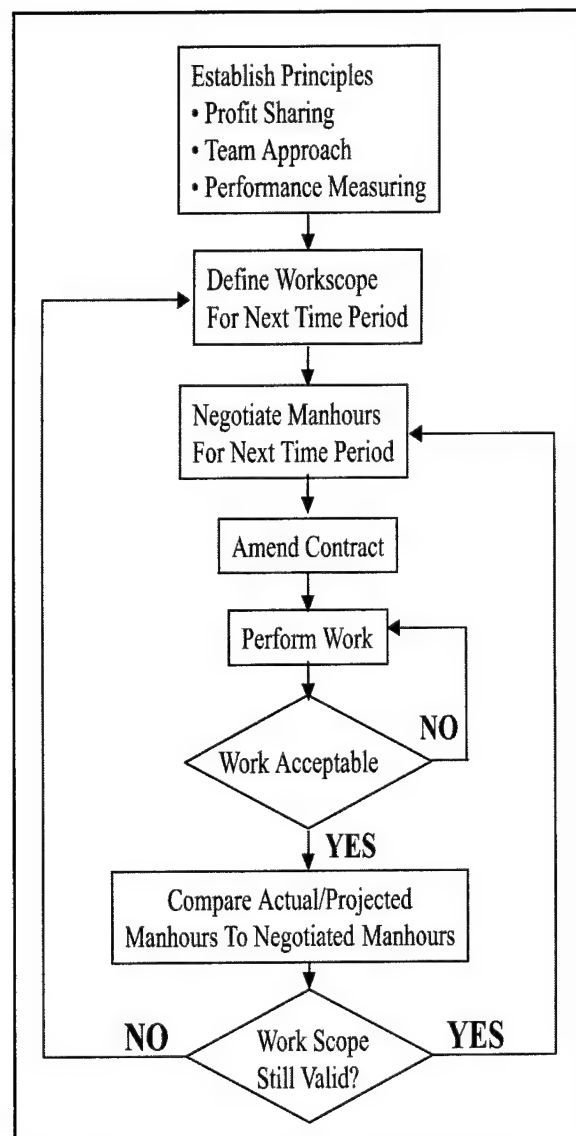 Establish Principles
• Profit Sharing
• Team Approach
• Performance Measuring
Define Workscope
For Next Time Period
Negotiate Manhours
For Next Time Period
Amend Contract
Perform Work
NO
Work Acceptable
YES
Compare Actual/Projected
Manhours To Negotiated Manhours
NO
YES
Work Scope
Still Valid?